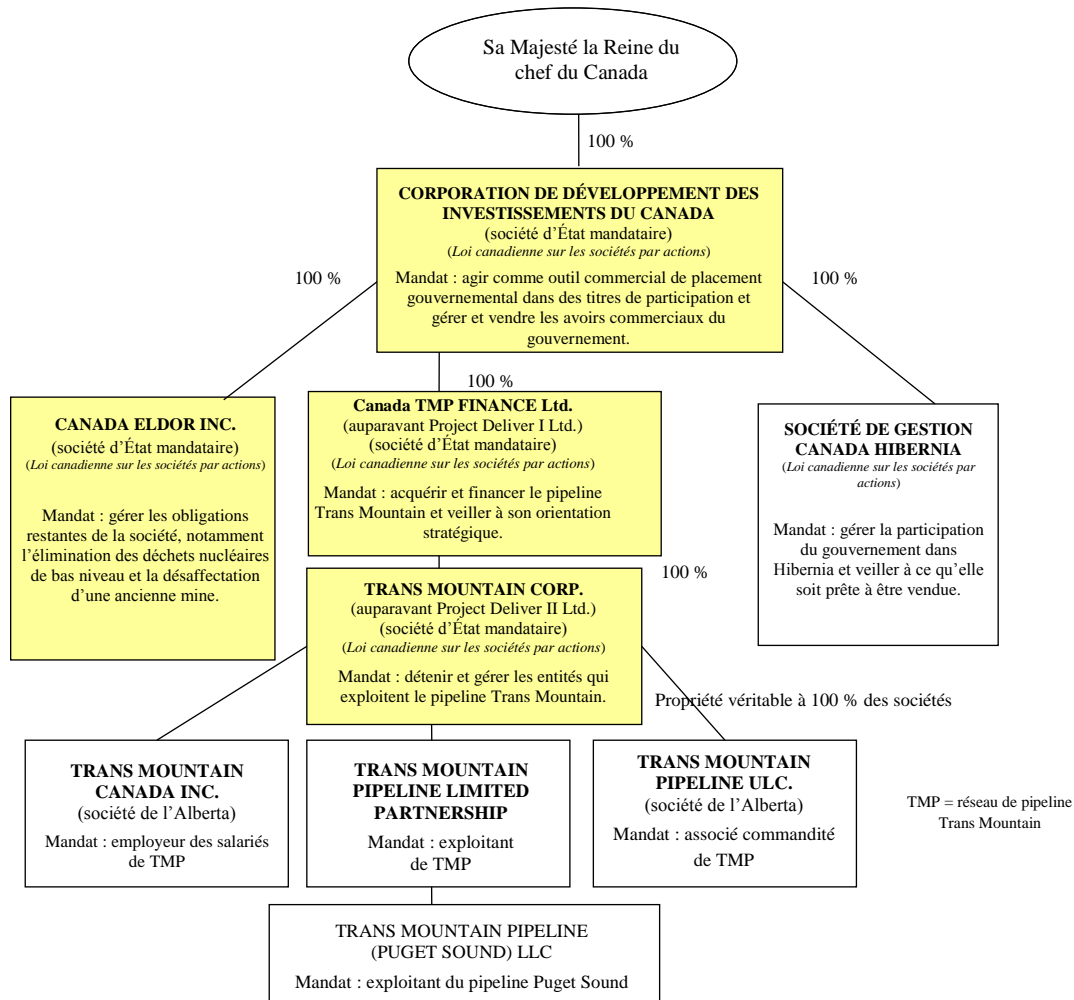 Sa Majesté la Reine du
chef du Canada
100 %
CORPORATION DE DÉVELOPPEMENT DES
INVESTISSEMENTS DU CANADA
(société d’État mandataire)
(Loi canadienne sur les sociétés par actions)
Mandat : agir comme outil commercial de placement
gouvernemental dans des titres de participation et
gérer et vendre les avoirs commerciaux du
gouvernement.
100 %
100 %
100 %
CANADA ELDOR INC.
(société d’État mandataire)
(Loi canadienne sur les sociétés par actions)
Mandat : gérer les obligations
restantes de la société, notamment
l’élimination des déchets nucléaires
de bas niveau et la désaffectation
d’une ancienne mine.
Canada TMP FINANCE Ltd.
(auparavant Project Deliver I Ltd.)
(société d’État mandataire)
(Loi canadienne sur les sociétés par actions)
Mandat : acquérir et financer le pipeline
Trans Mountain et veiller à son orientation
stratégique.
SOCIÉTÉ DE GESTION
CANADA HIBERNIA
(Loi canadienne sur les sociétés par
actions)
Mandat : gérer la participation
du gouvernement dans
Hibernia et veiller à ce qu’elle
soit prête à être vendue.
100 %
TRANS MOUNTAIN CORP.
(auparavant Project Deliver II Ltd.)
(société d’État mandataire)
(Loi canadienne sur les sociétés par actions)
Mandat : détenir et gérer les entités qui
exploitent le pipeline Trans Mountain.
Propriété véritable à 100 % des sociétés
TRANS MOUNTAIN
CANADA INC.
(société de l’Alberta)
Mandat : employeur des salariés
de TMP
TRANS MOUNTAIN
PIPELINE LIMITED
PARTNERSHIP
Mandat : exploitant
de TMP
TRANS MOUNTAIN
PIPELINE ULC.
(société de l’Alberta)
Mandat : associé commandité
de TMP
TMP = réseau de pipeline
Trans Mountain
TRANS MOUNTAIN PIPELINE
(PUGET SOUND) LLC
Mandat : exploitant du pipeline Puget Sound